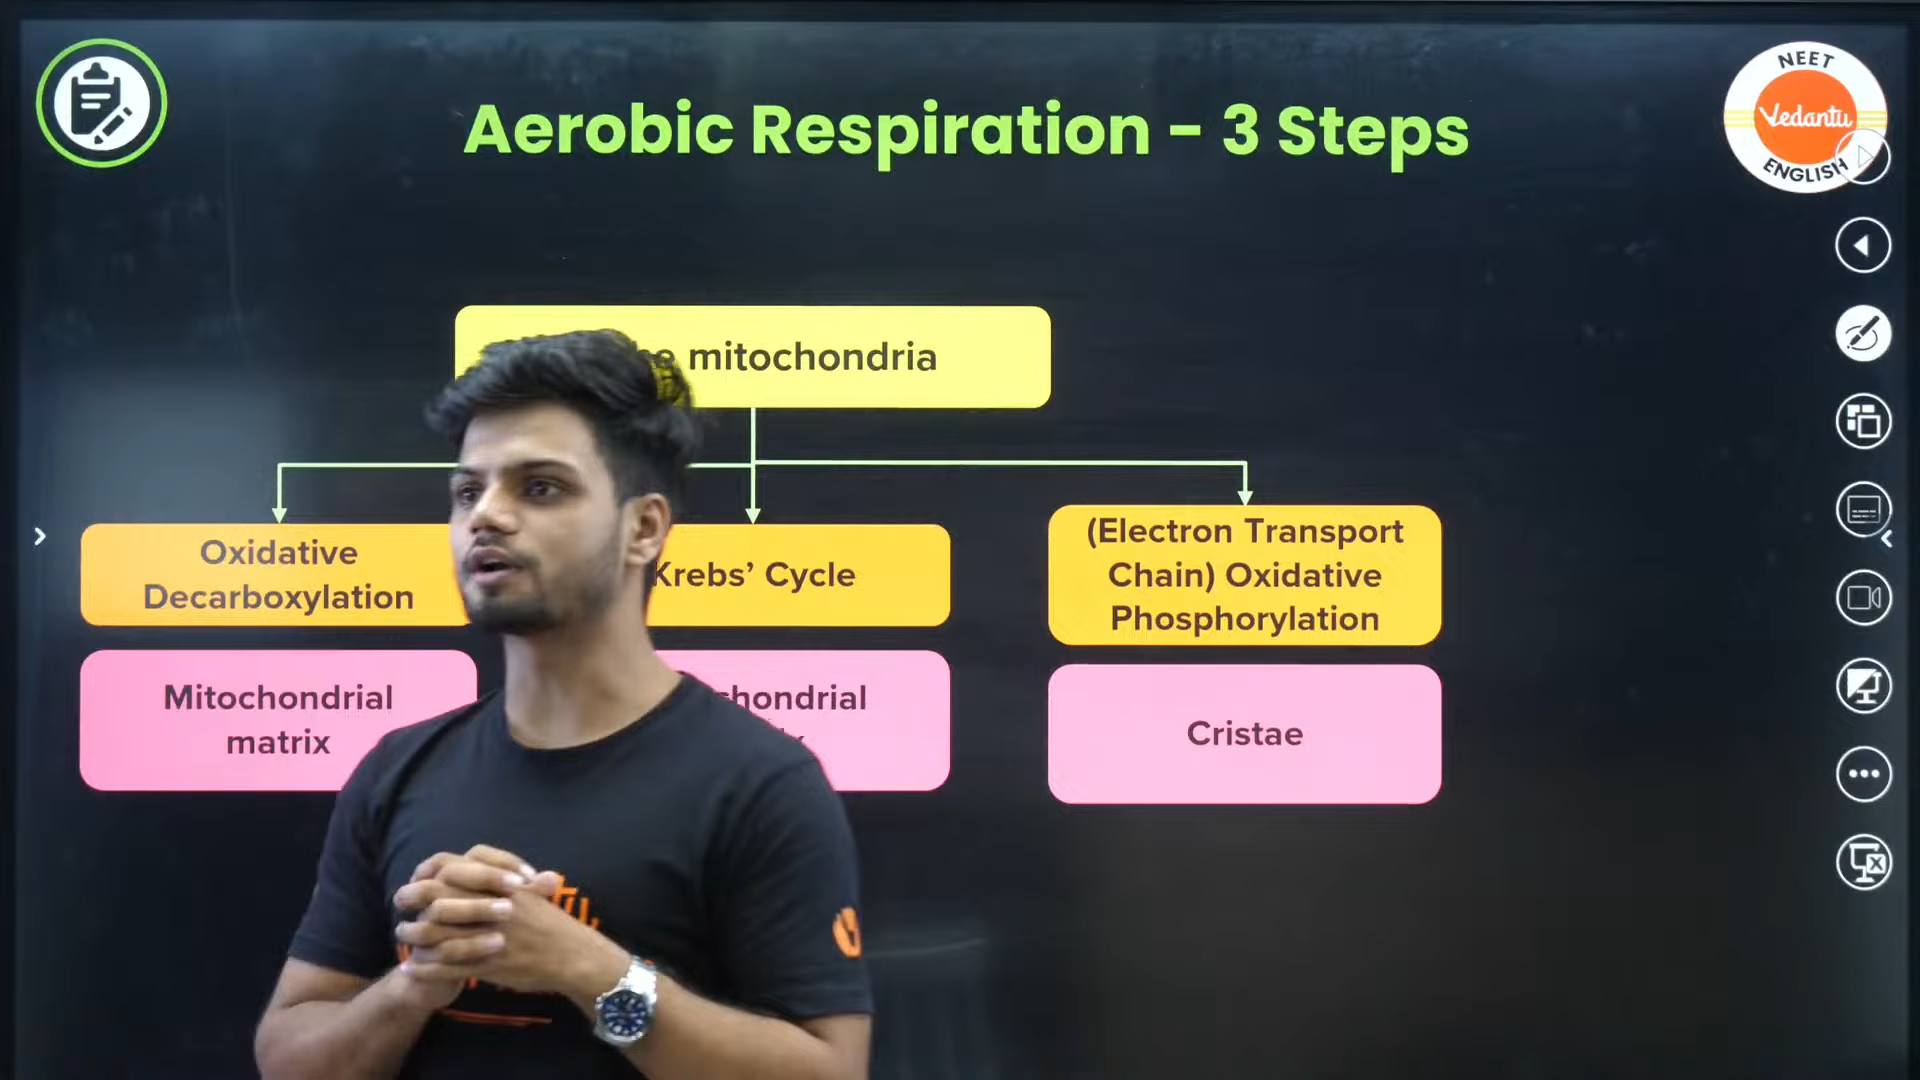 NEET
Vedantu
ENGLISH
Aerobic Respiration - 3 Steps
mitochondria
Oxidative
Decarboxylation
Krebs’ Cycle
(Electron Transport
Chain) Oxidative
Phosphorylation
Mitochondrial
matrix
chondrial
Cristae